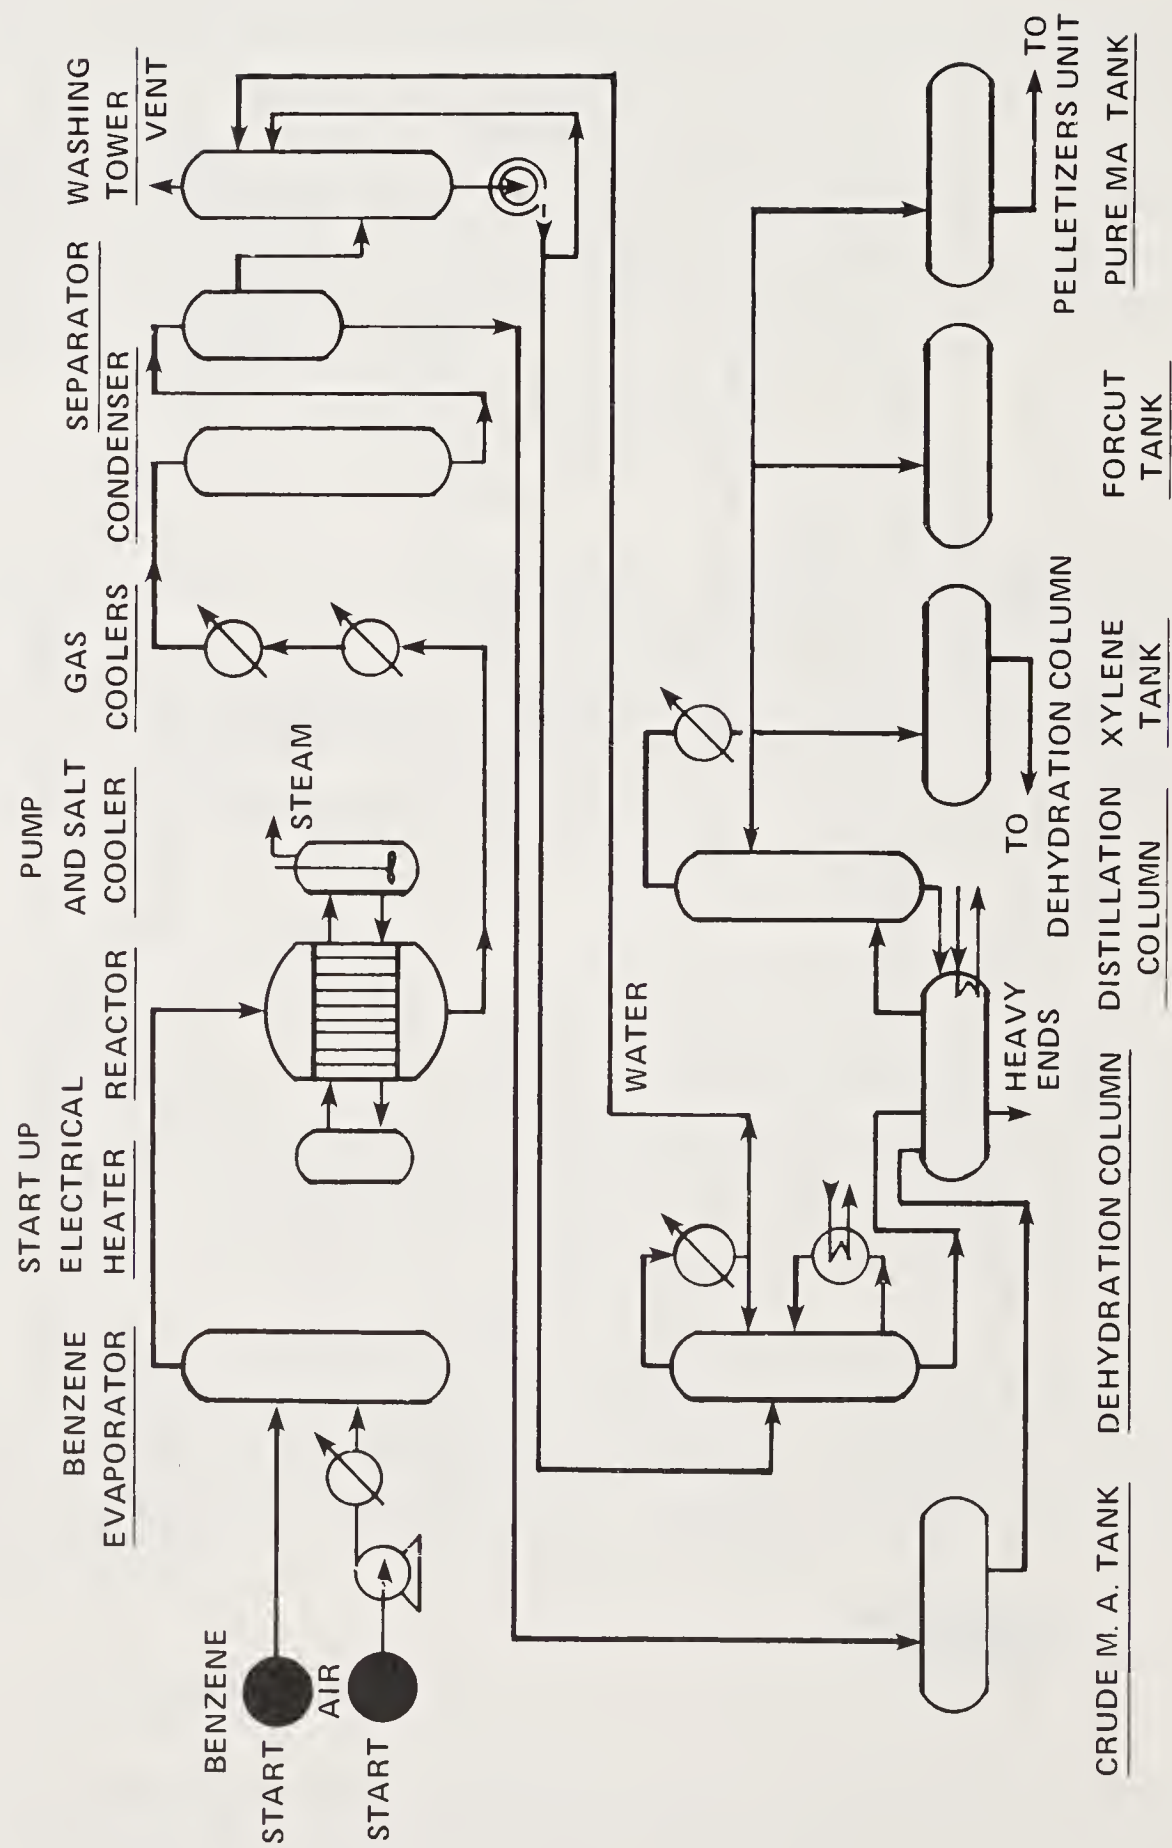 BENZENE
EVAPORATOR
START UP
ELECTRICAL
HEATER
REACTOR
PUMP
AND SALT
COOLER
GAS
COOLERS
CONDENSER
SEPARATOR
WASHING
TOWER
VENT
BENZENE
START
AIR
START
STEAM
WATER
HEAVY
ENDS
TO
DEHYDRATION COLUMN
TO
PELLETIZERS UNIT
CRUDE M. A. TANK
DEHYDRATION COLUMN
DISTILLATION
COLUMN
XYLENE
TANK
FORCUT
TANK
PURE MA TANK